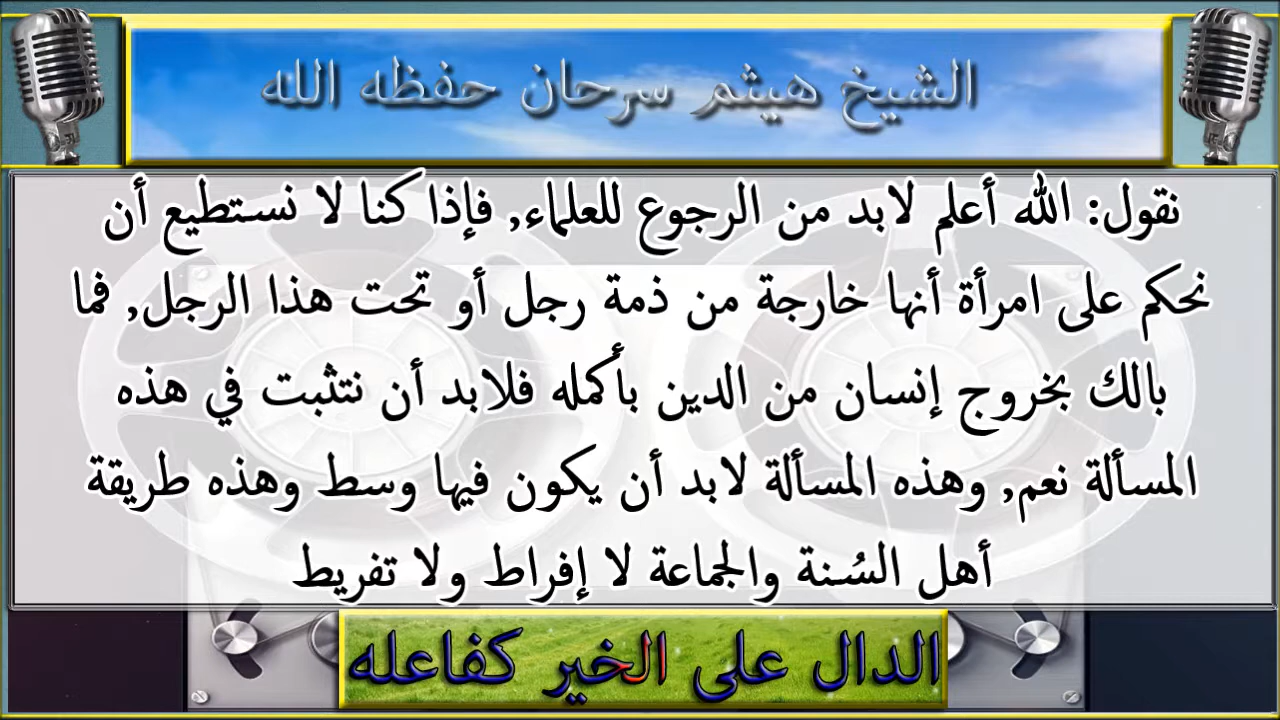 الشيخ هيثم سرحان حفظه الله
نقول: الله أعلم لابد من الرجوع للعلماء, فإذا كنا لا نستطيع أن
نحكم على امرأة أنها خارجة من ذمة رجل أو تحت هذا الرجل, فما
بالك بخروج إنسان من الدين بأكمله فلابد أن نتثبت في هذه
المسألة نعم, وهذه المسألة لابد أن يكون فيها وسط وهذه طريقة
أهل السُنة والجماعة لا إفراط ولا تفريط
الدال على الخير كفاعله